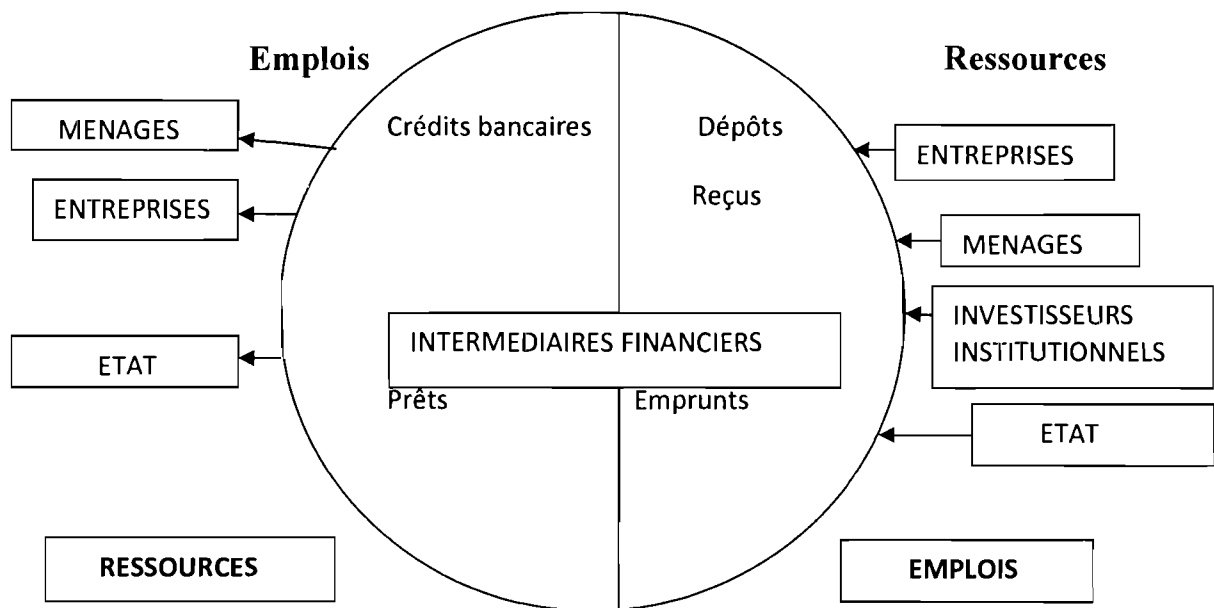 Emplois
Ressources
MENAGES
Crédits bancaires
Dépôts
ENTREPRISES
ENTREPRISES
Reçus
MENAGES
INTERMEDIAIRES FINANCIERS
INVESTISSEURS
INSTITUTIONNELS
ETAT
Prêts
Emprunts
ETAT
RESSOURCES
EMPLOIS